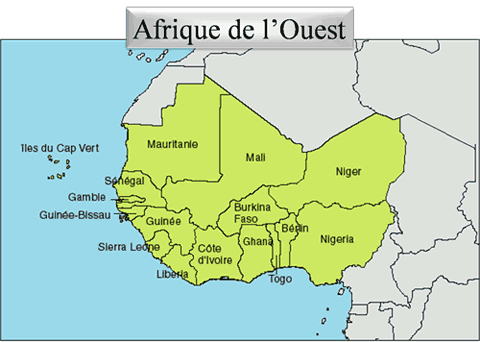 Afrique de l'Ouest
Mauritanie
îles du Cap Vert
Mali
Niger
Sénégal
Gambie
Burkina
Faso
Guinée-Bissau
Guinée
Bénin
Ghana
Nigeria
Sierra Leone
Côte
d'Ivoire
Liberia
Togo